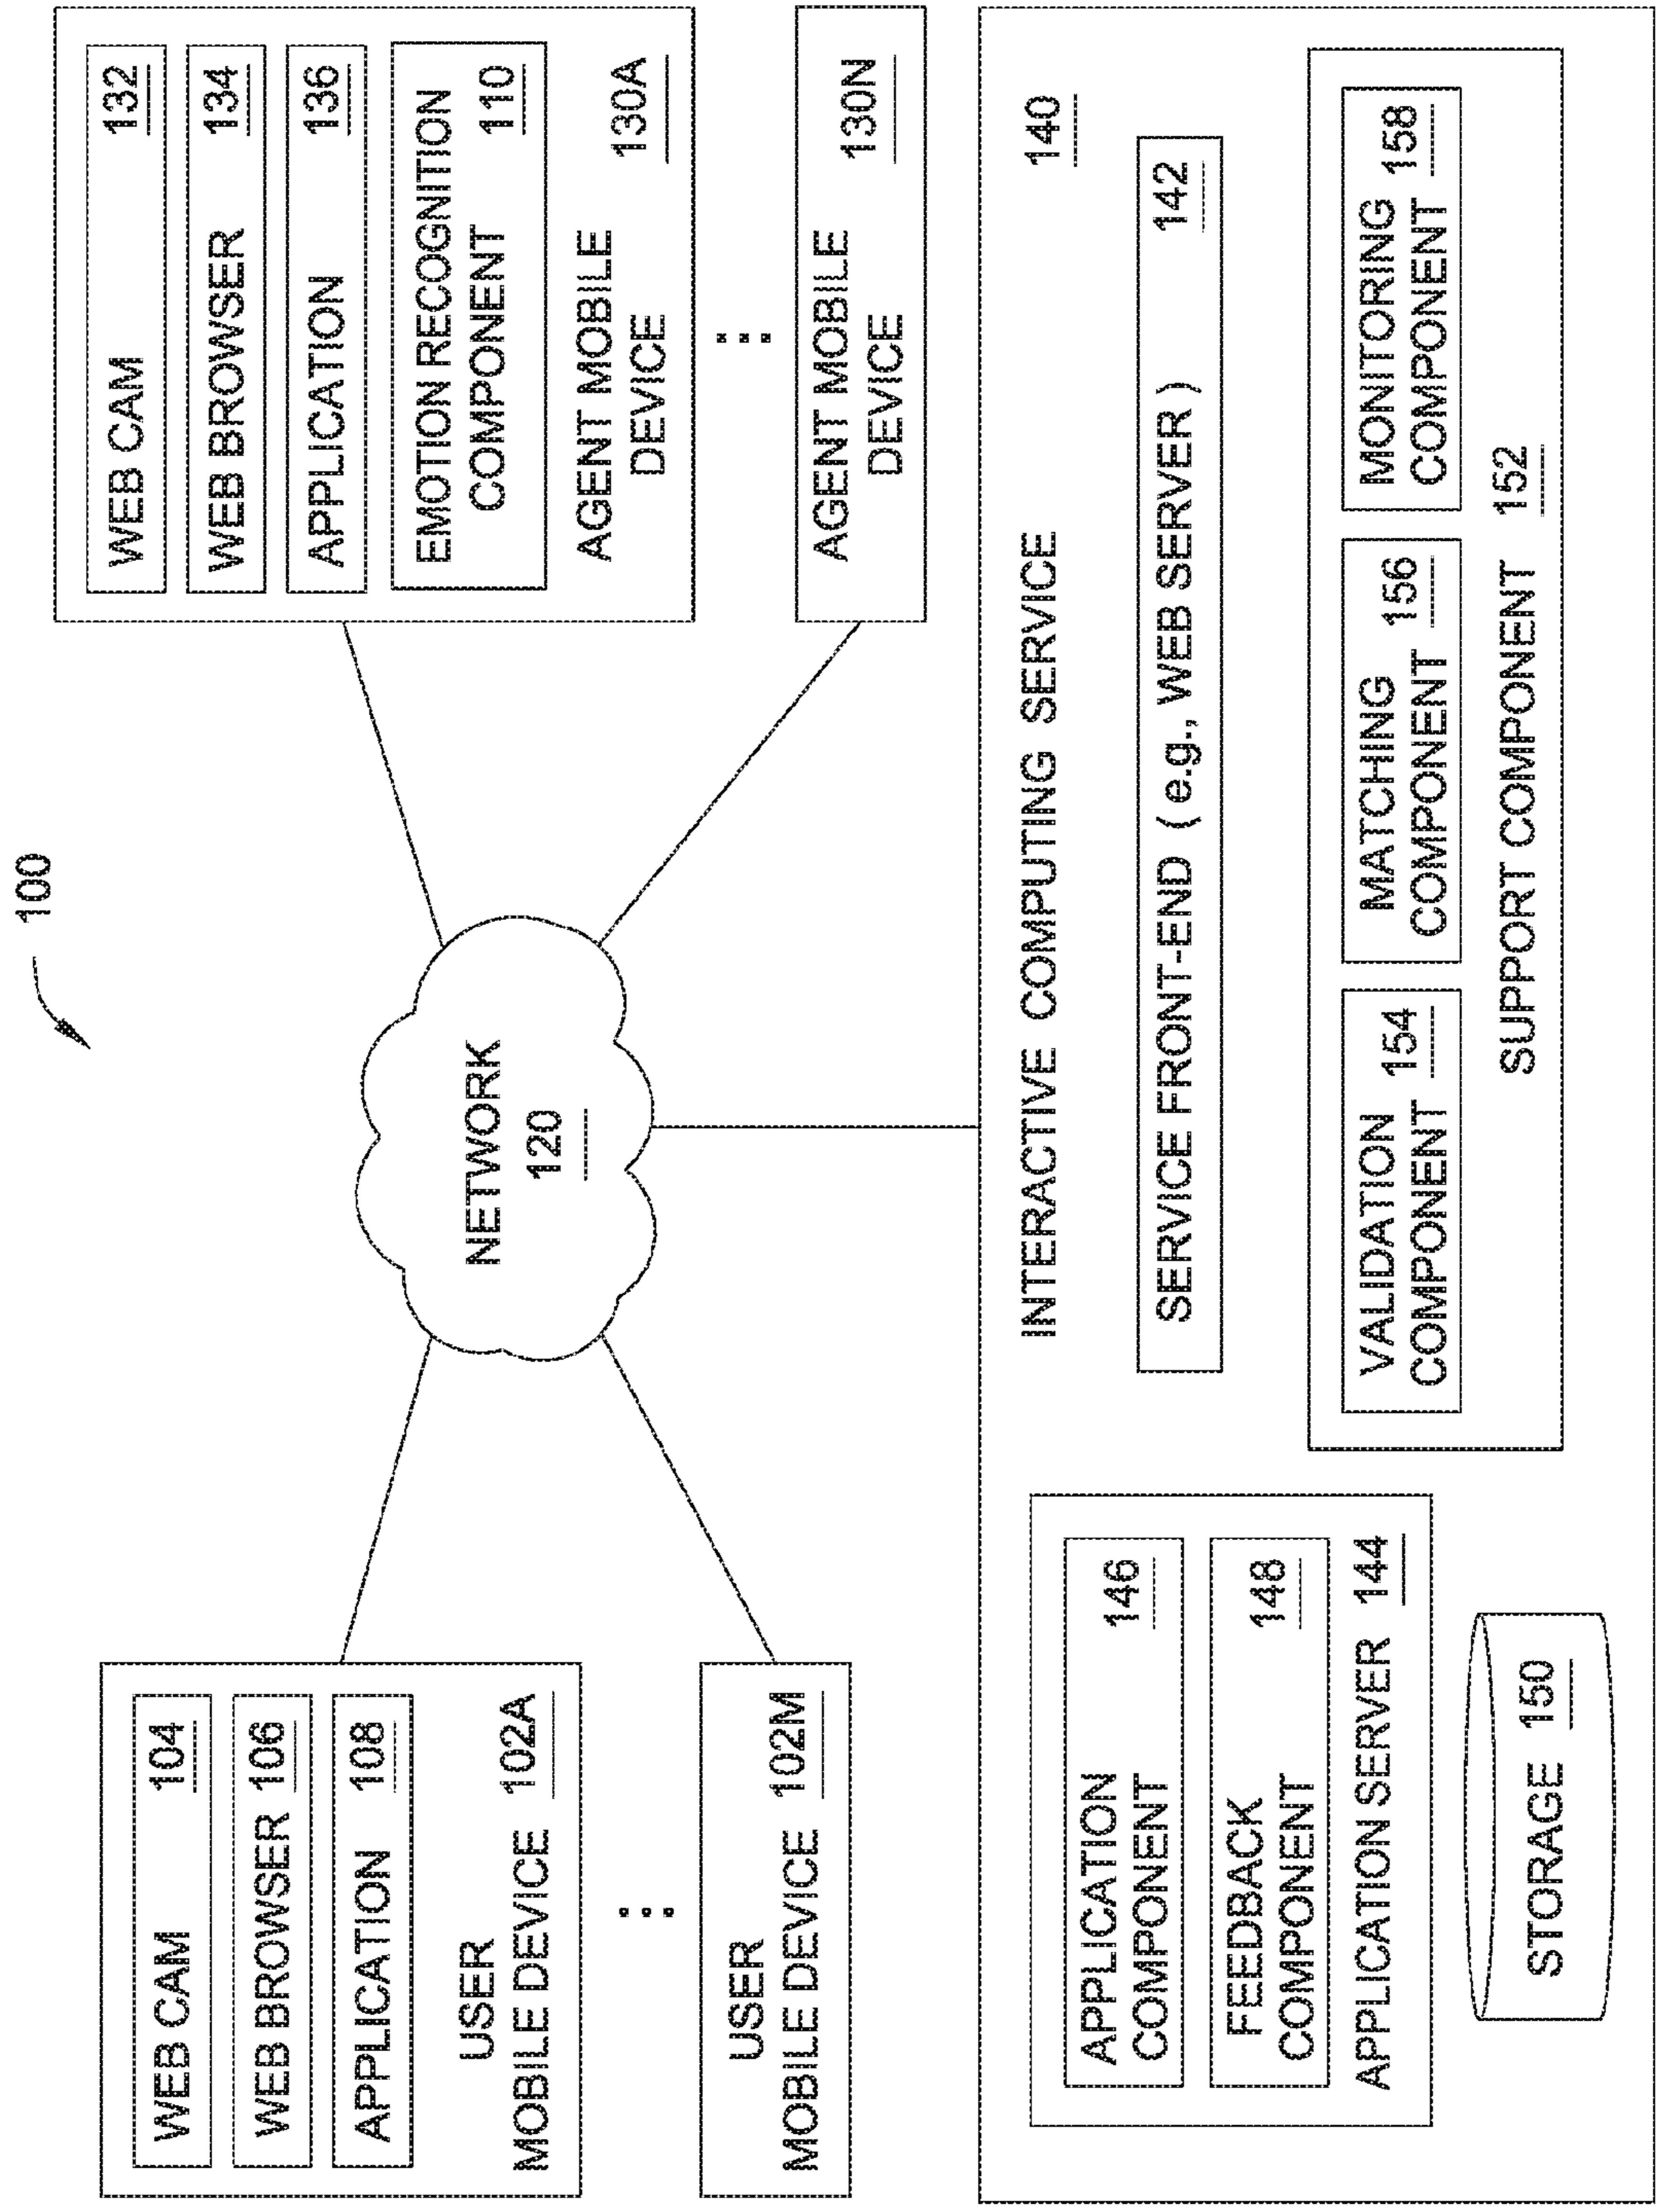 100
WEB CAM 104
WEB BROWSER 106
APPLICATION 108
USER
MOBILE DEVICE 102A
...
USER
MOBILE DEVICE 102M
NETWORK
120
WEB CAM 132
WEB BROWSER 134
APPLICATION 136
EMOTION RECOGNITION
COMPONENT 110
AGENT MOBILE
DEVICE 130A
...
AGENT MOBILE
DEVICE 130N
INTERACTIVE COMPUTING SERVICE 140
SERVICE FRONT-END ( e.g., WEB SERVER ) 142
APPLICATION
COMPONENT 146
FEEDBACK
COMPONENT 148
APPLICATION SERVER 144
STORAGE 150
VALIDATION
COMPONENT 154
MATCHING
COMPONENT 156
MONITORING
COMPONENT 158
SUPPORT COMPONENT 152